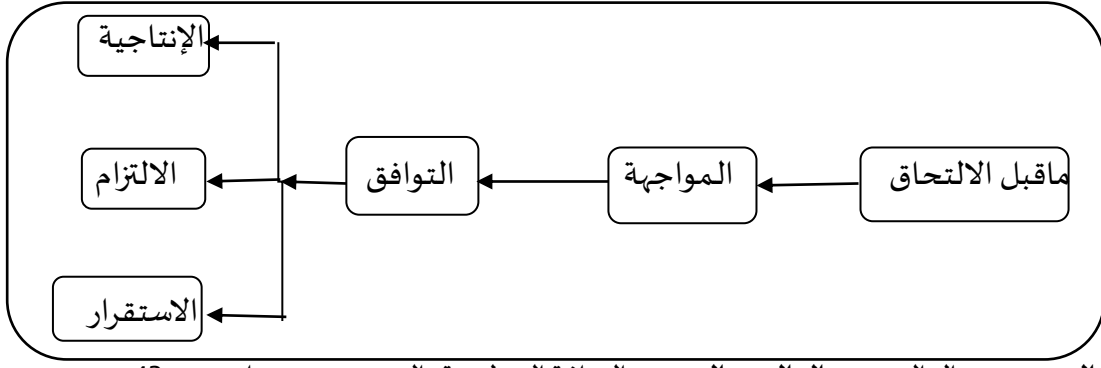 ماقبل الالتحاق
المواجهة
التوافق
الإنتاجية
الالتزام
الاستقرار